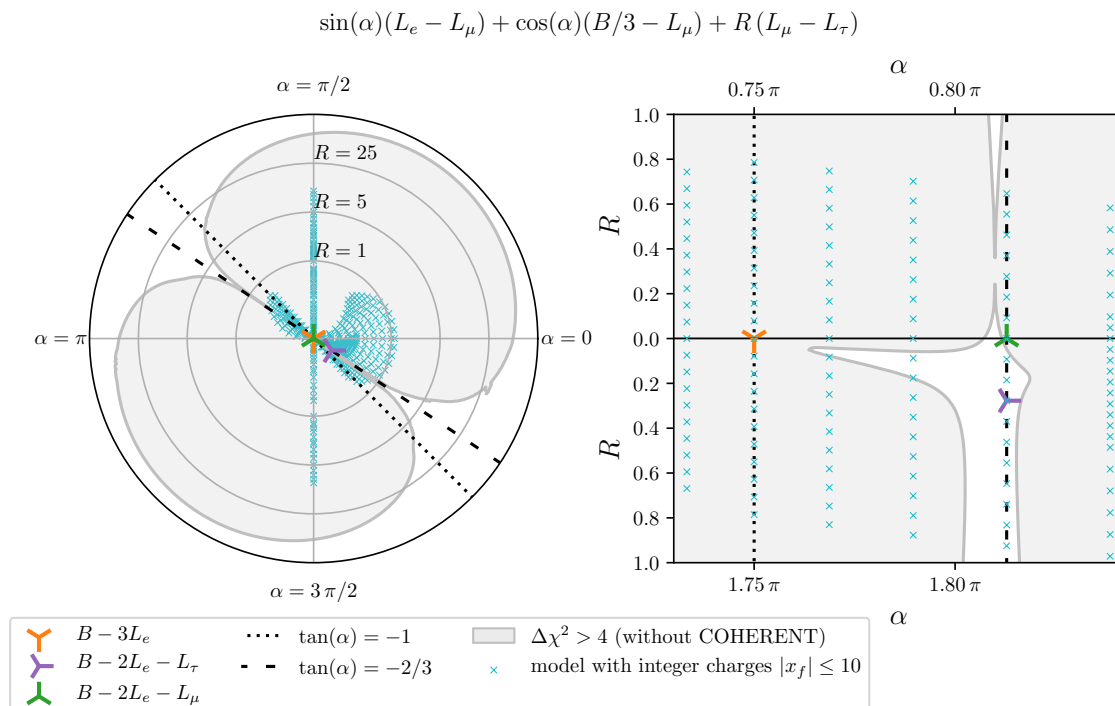 sin(α)(L_e − L_μ) + cos(α)(B/3 − L_μ) + R (L_μ − L_τ)
α = π/2
R = 25
R = 5
R = 1
α = π
α = 0
α = 3 π/2
α
0.75 π 0.80 π
1.0
0.8
0.6
0.4
0.2
0.0
0.2
0.4
0.6
0.8
1.0
R
R
1.75 π 1.80 π
α
B − 3L_e
B − 2L_e − L_τ
B − 2L_e − L_μ
tan(α) = −1
tan(α) = −2/3
Δχ² > 4 (without COHERENT)
model with integer charges |x_f| ≤ 10